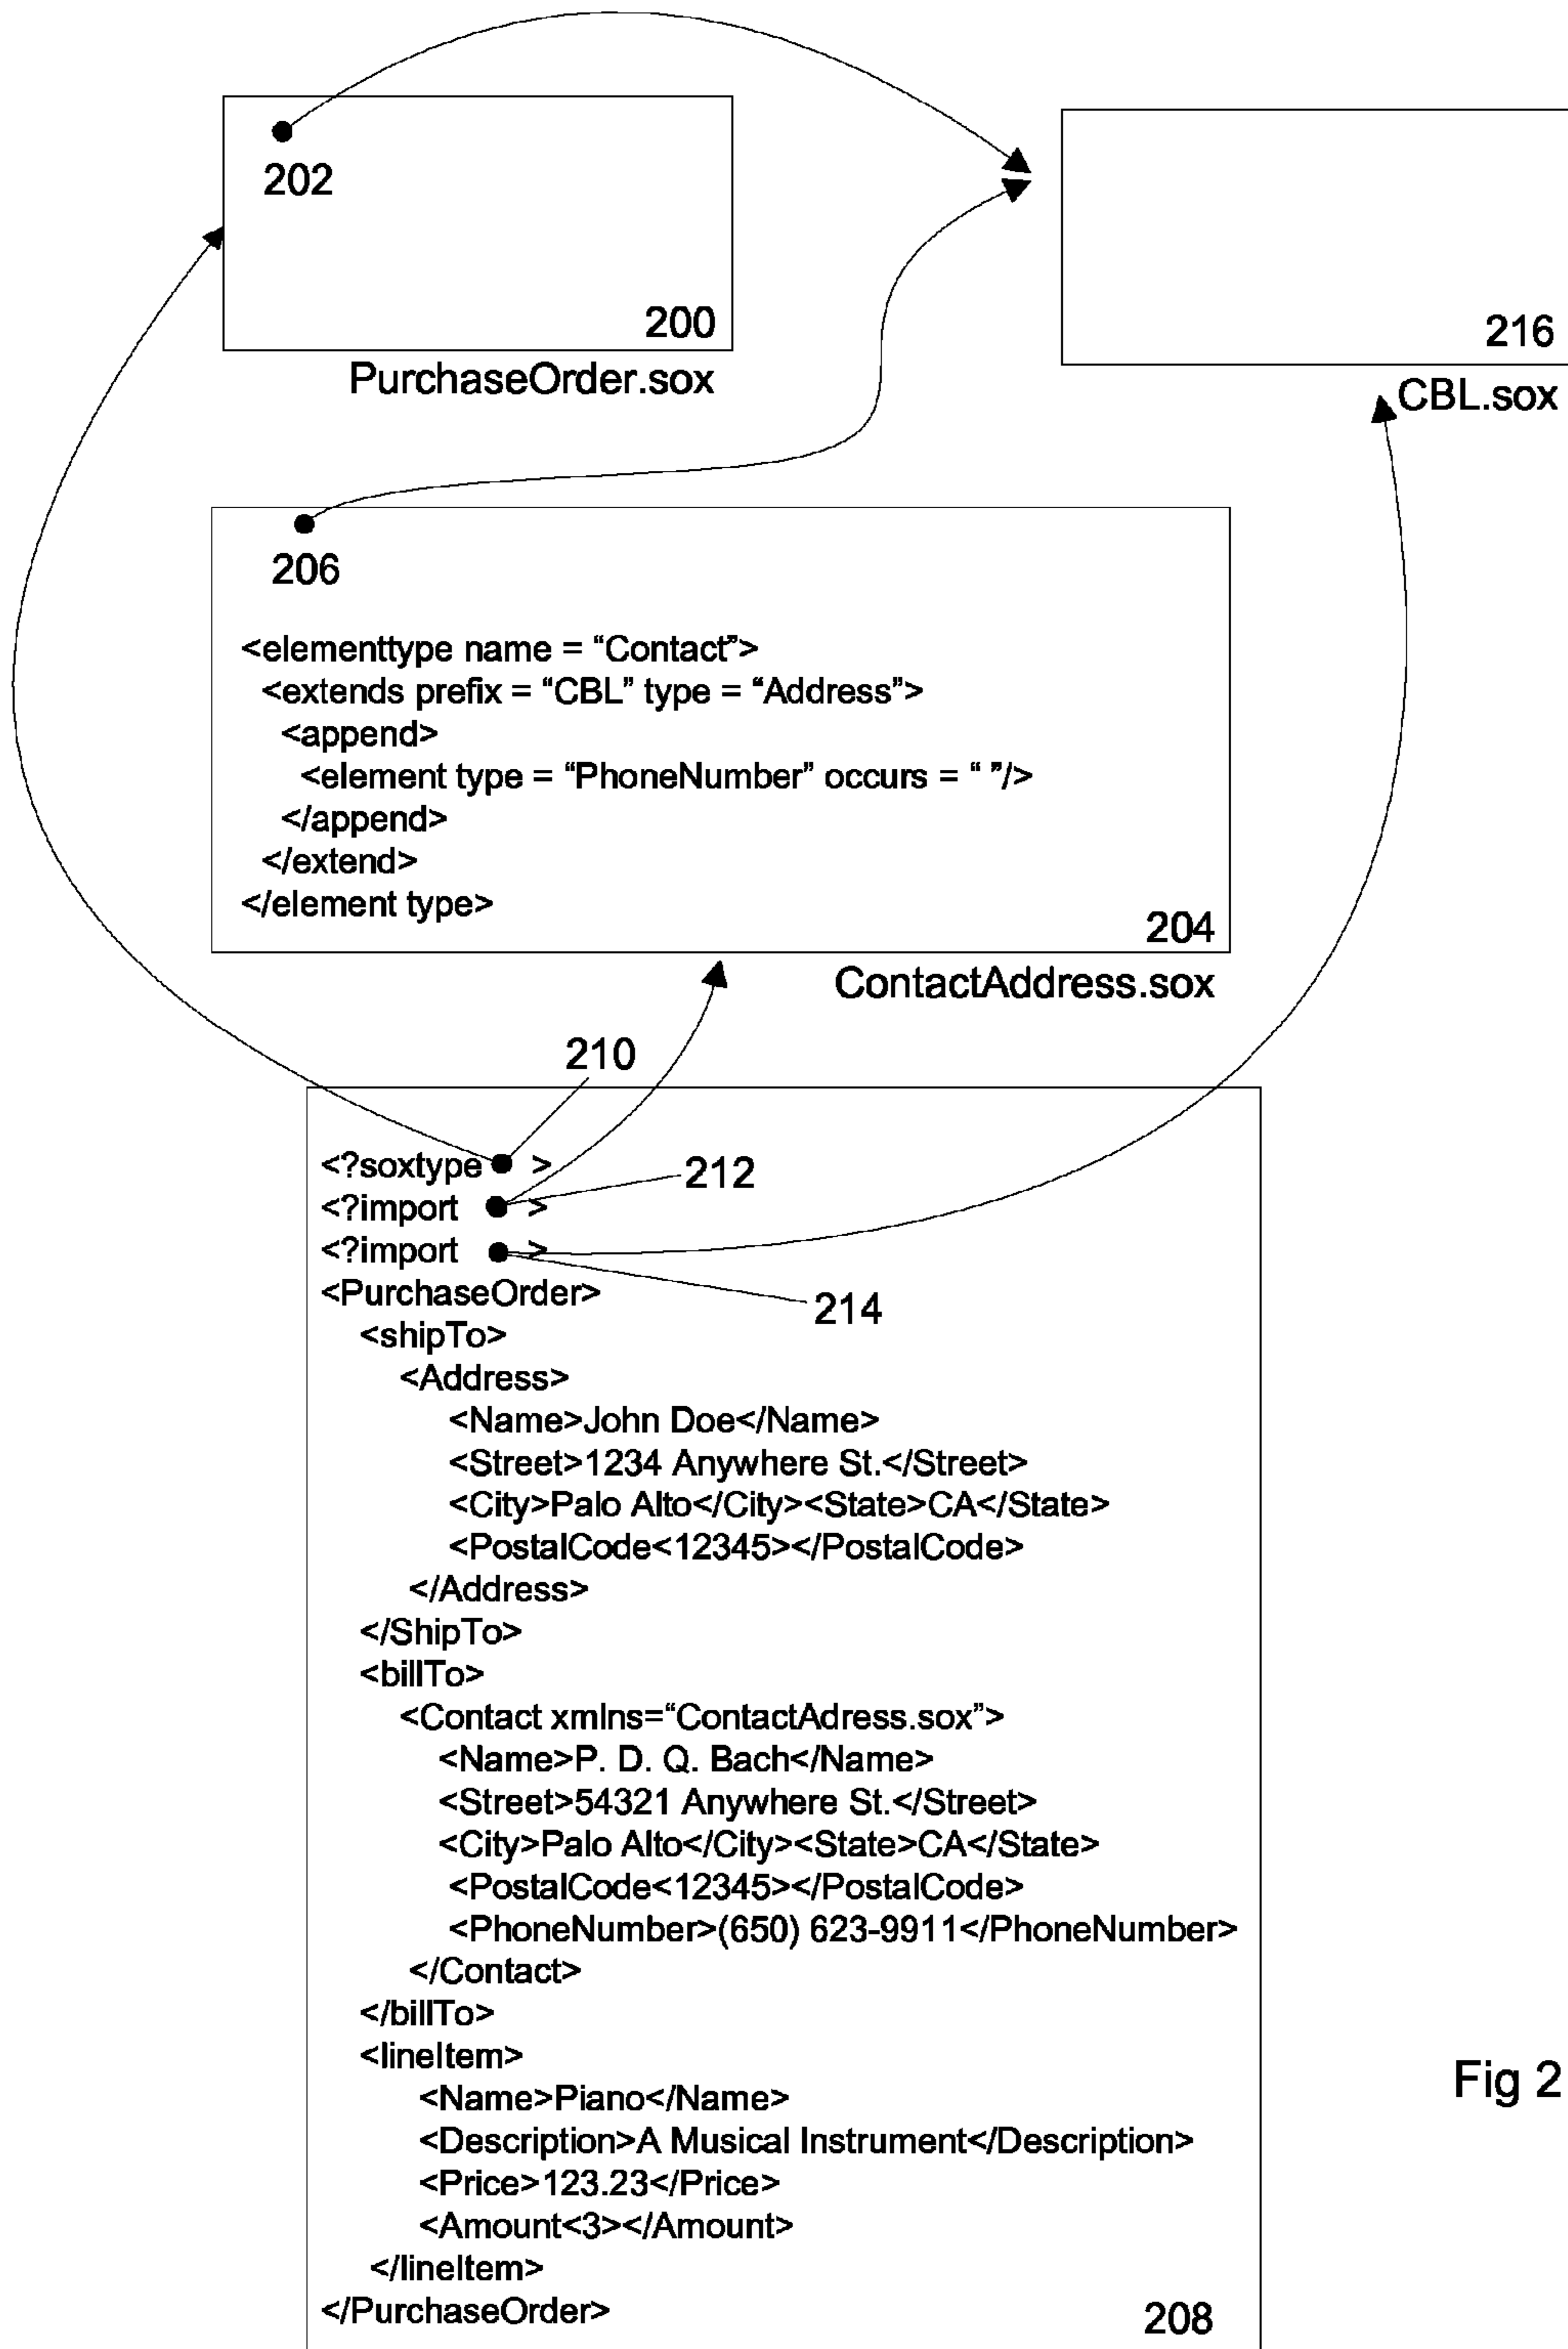 202
200
PurchaseOrder.sox
216
CBL.sox
206
<elementtype name = “Contact”>
<extends prefix = “CBL” type = “Address”>
<append>
<element type = “PhoneNumber” occurs = “ ”/>
</append>
</extend>
</element type>
204
ContactAddress.sox
210
<?soxtype >
212
<?import >
<?import >
<PurchaseOrder>
214
<shipTo>
<Address>
<Name>John Doe</Name>
<Street>1234 Anywhere St.</Street>
<City>Palo Alto</City><State>CA</State>
<PostalCode<12345></PostalCode>
</Address>
</ShipTo>
<billTo>
<Contact xmlns=“ContactAdress.sox”>
<Name>P. D. Q. Bach</Name>
<Street>54321 Anywhere St.</Street>
<City>Palo Alto</City><State>CA</State>
<PostalCode<12345></PostalCode>
<PhoneNumber>(650) 623-9911</PhoneNumber>
</Contact>
</billTo>
<lineItem>
<Name>Piano</Name>
<Description>A Musical Instrument</Description>
<Price>123.23</Price>
<Amount<3></Amount>
</lineItem>
</PurchaseOrder>
208
Fig 2